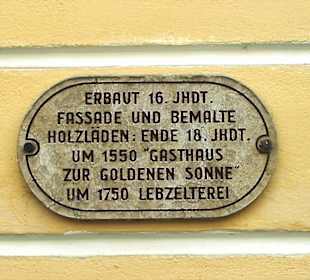 ERBAUT 16. JHDT.
FASSADE UND BEMALTE
HOLZLÄDEN: ENDE 18. JHDT.
UM 1550 "GASTHAUS
ZUR GOLDENEN SONNE"
UM 1750 LEBZELTEREI